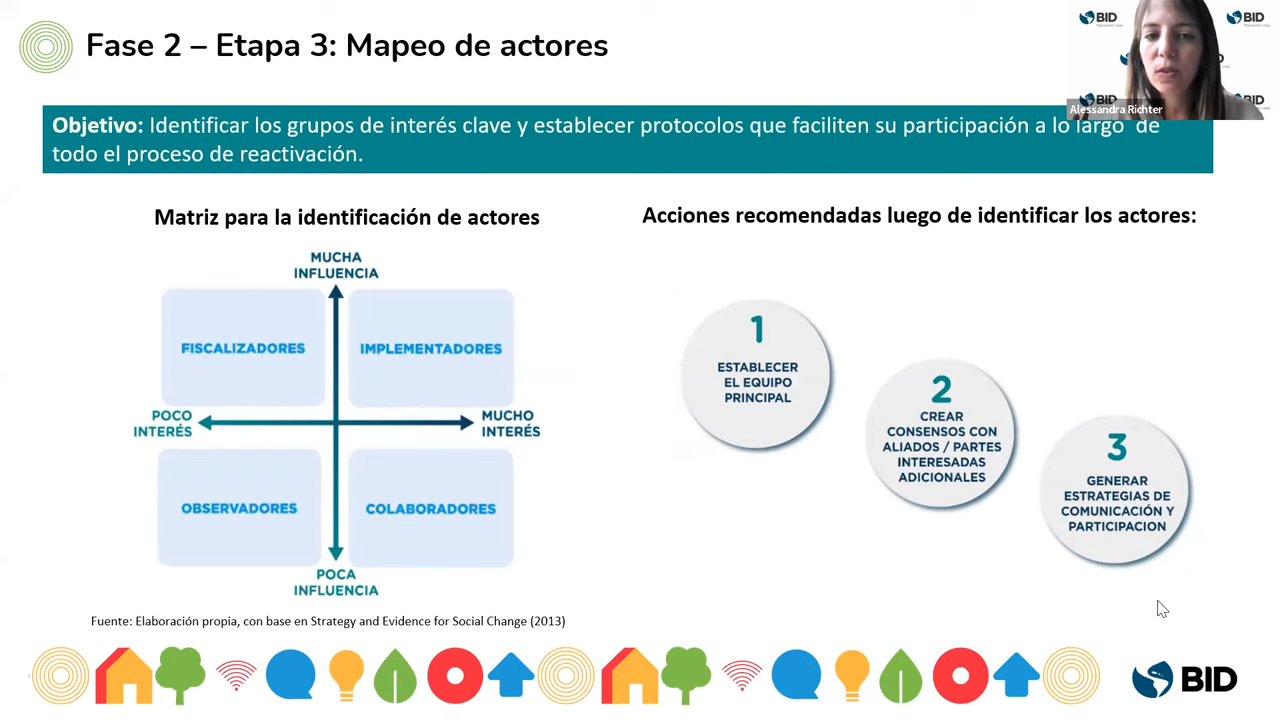 Fase 2 – Etapa 3: Mapeo de actores
BID
BID
BID
BID
Alessandra Richter
Objetivo: Identificar los grupos de interés clave y establecer protocolos que faciliten su participación a lo largo de
todo el proceso de reactivación.
Matriz para la identificación de actores
MUCHA
INFLUENCIA
FISCALIZADORES
IMPLEMENTADORES
POCO
INTERÉS
MUCHO
INTERÉS
OBSERVADORES
COLABORADORES
POCA
INFLUENCIA
Fuente: Elaboración propia, con base en Strategy and Evidence for Social Change (2013)
Acciones recomendadas luego de identificar los actores:
1
ESTABLECER
EL EQUIPO
PRINCIPAL
2
CREAR
CONSENSOS CON
ALIADOS / PARTES
INTERESADAS
ADICIONALES
3
GENERAR
ESTRATEGIAS DE
COMUNICACIÓN Y
PARTICIPACION
BID